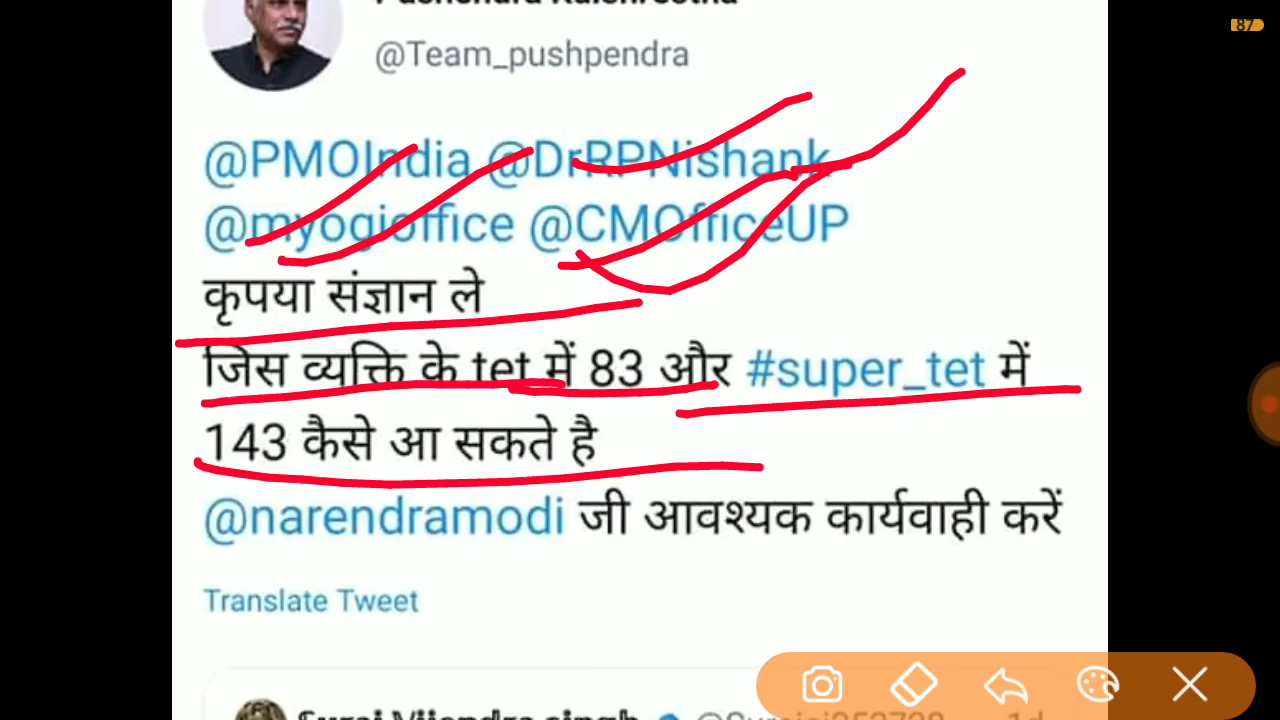 87
@Team_pushpendra
@PMOIndia @DrRPNishank
@myogioffice @CMOfficeUP
कृपया संज्ञान ले
जिस व्यक्ति के tet में 83 और #super_tet में
143 कैसे आ सकते है
@narendramodi जी आवश्यक कार्यवाही करें
Translate Tweet